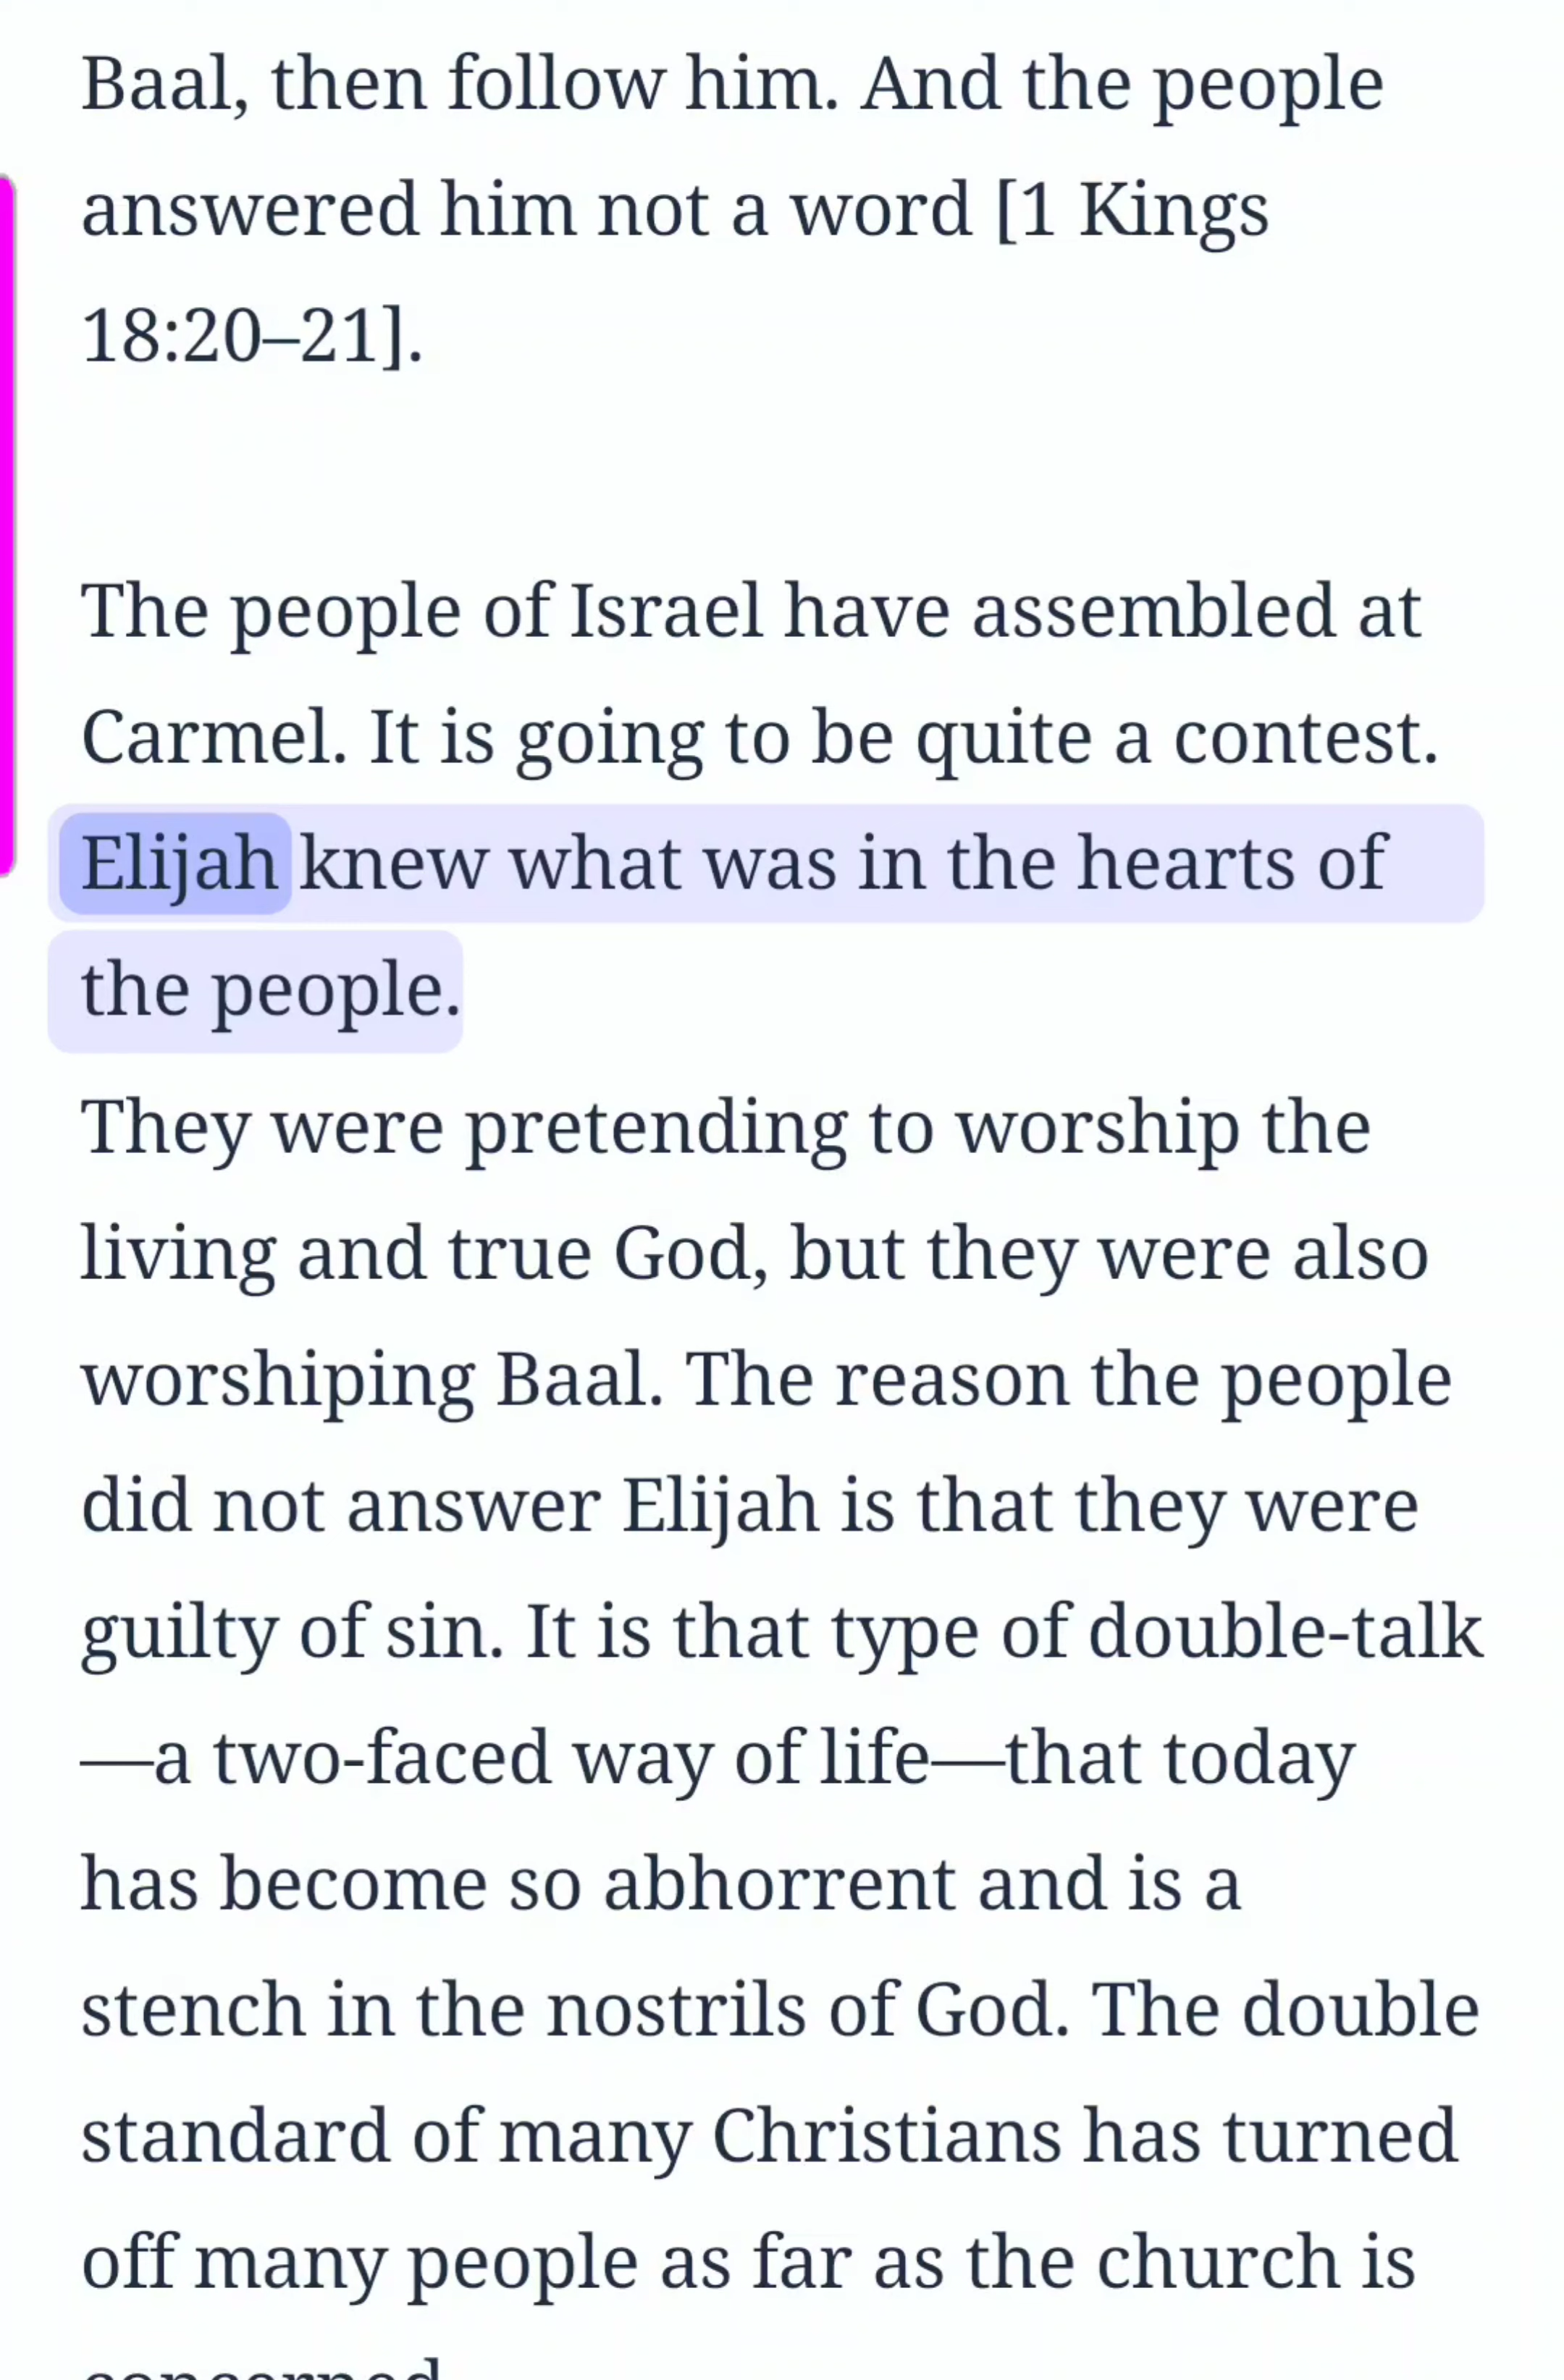 Baal, then follow him. And the people
answered him not a word [1 Kings
18:20–21].
The people of Israel have assembled at
Carmel. It is going to be quite a contest.
Elijah knew what was in the hearts of
the people.
They were pretending to worship the
living and true God, but they were also
worshiping Baal. The reason the people
did not answer Elijah is that they were
guilty of sin. It is that type of double-talk
—a two-faced way of life—that today
has become so abhorrent and is a
stench in the nostrils of God. The double
standard of many Christians has turned
off many people as far as the church is